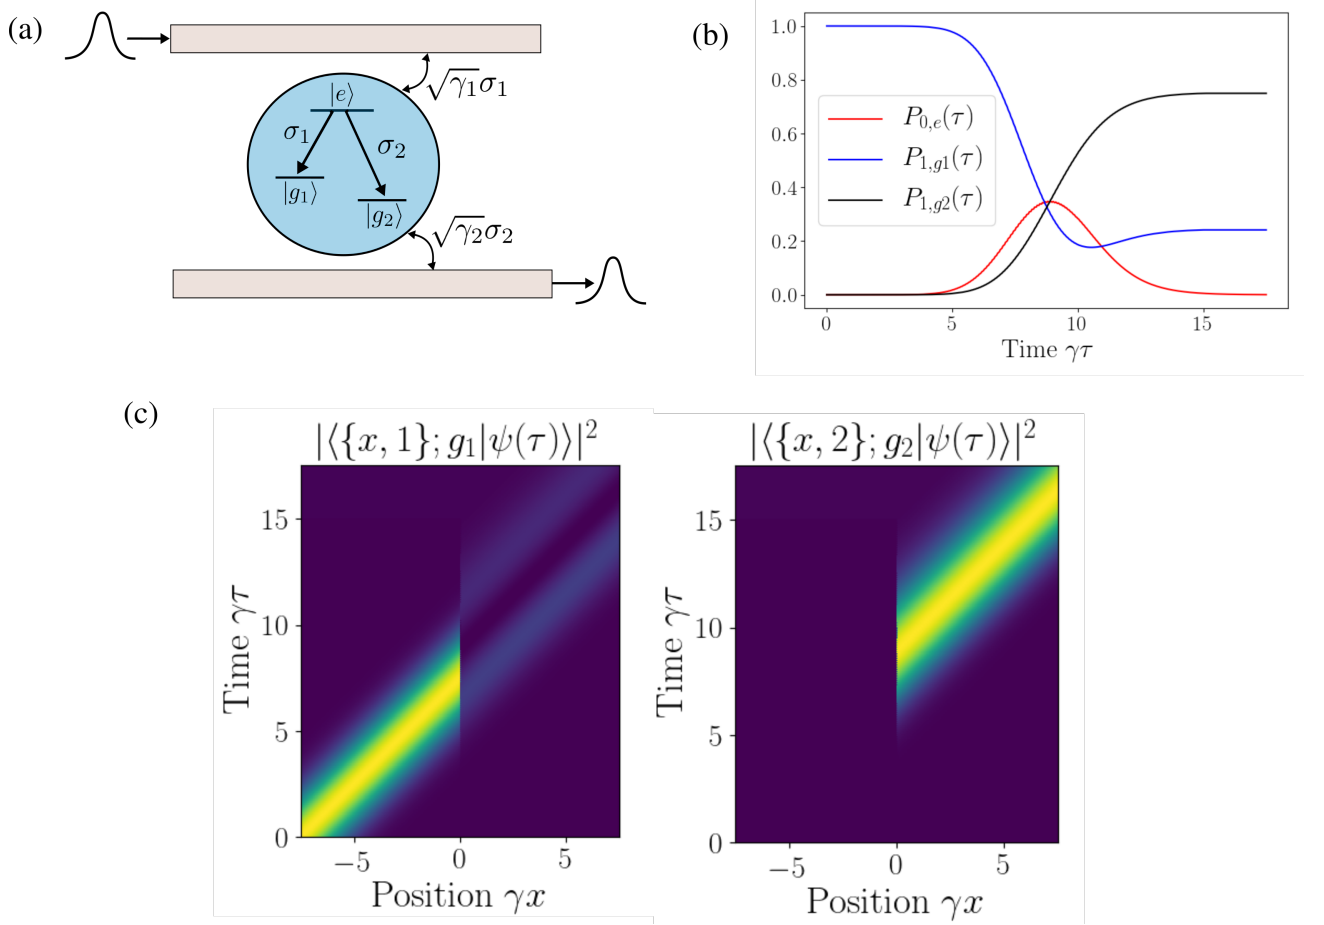 (a)
√γ₁σ₁
|e⟩
σ₁
σ₂
|g₁⟩
|g₂⟩
√γ₂σ₂
(b)
1.0
0.8
0.6
0.4
0.2
0.0
P₀,ₑ(τ)
P₁,g1(τ)
P₁,g2(τ)
0 5 10 15
Time γτ
(c)
|⟨{x, 1}; g₁|ψ(τ)⟩|²
15
10
5
0
Time γτ
−5 0 5
Position γx
|⟨{x, 2}; g₂|ψ(τ)⟩|²
15
10
5
0
Time γτ
−5 0 5
Position γx